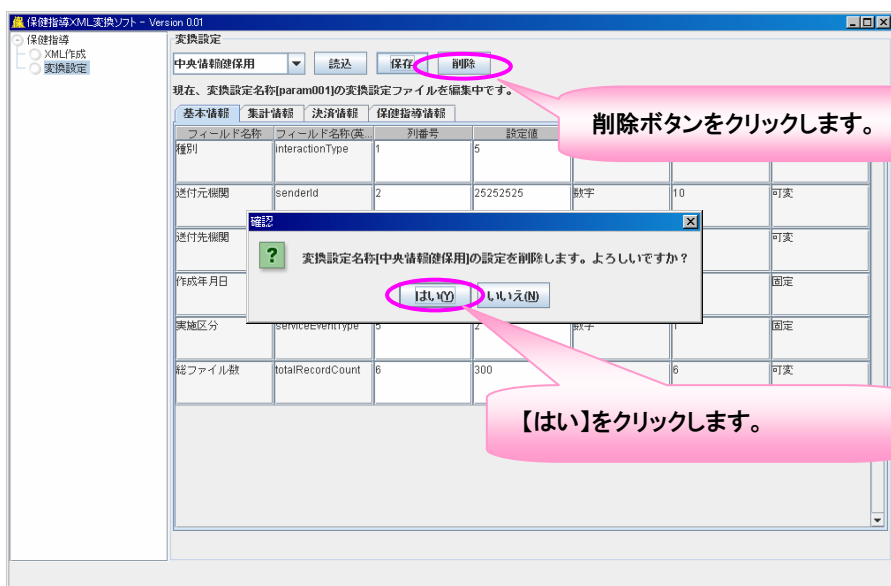 保健指導XML変換ソフト - Version 0.01
保健指導
XML作成
変換設定
変換設定
中央情報健保用 読込 保存 削除
現在、変換設定名称[param001]の変換設定ファイルを編集中です。
基本情報 集計情報 決済情報 保健指導情報
フィールド名称 フィールド名称(英... 列番号 設定値
種別 interactionType 1 5
送付元機関 senderId 2 25252525 数字 10 可変
送付先機関 可変
作成年月日 固定
実施区分 serviceEventType 5 2 数字 1 固定
総ファイル数 totalRecordCount 6 300 6 可変
削除ボタンをクリックします。
確認
変換設定名称[中央情報健保用]の設定を削除します。よろしいですか?
はい(Y) いいえ(N)
【はい】をクリックします。